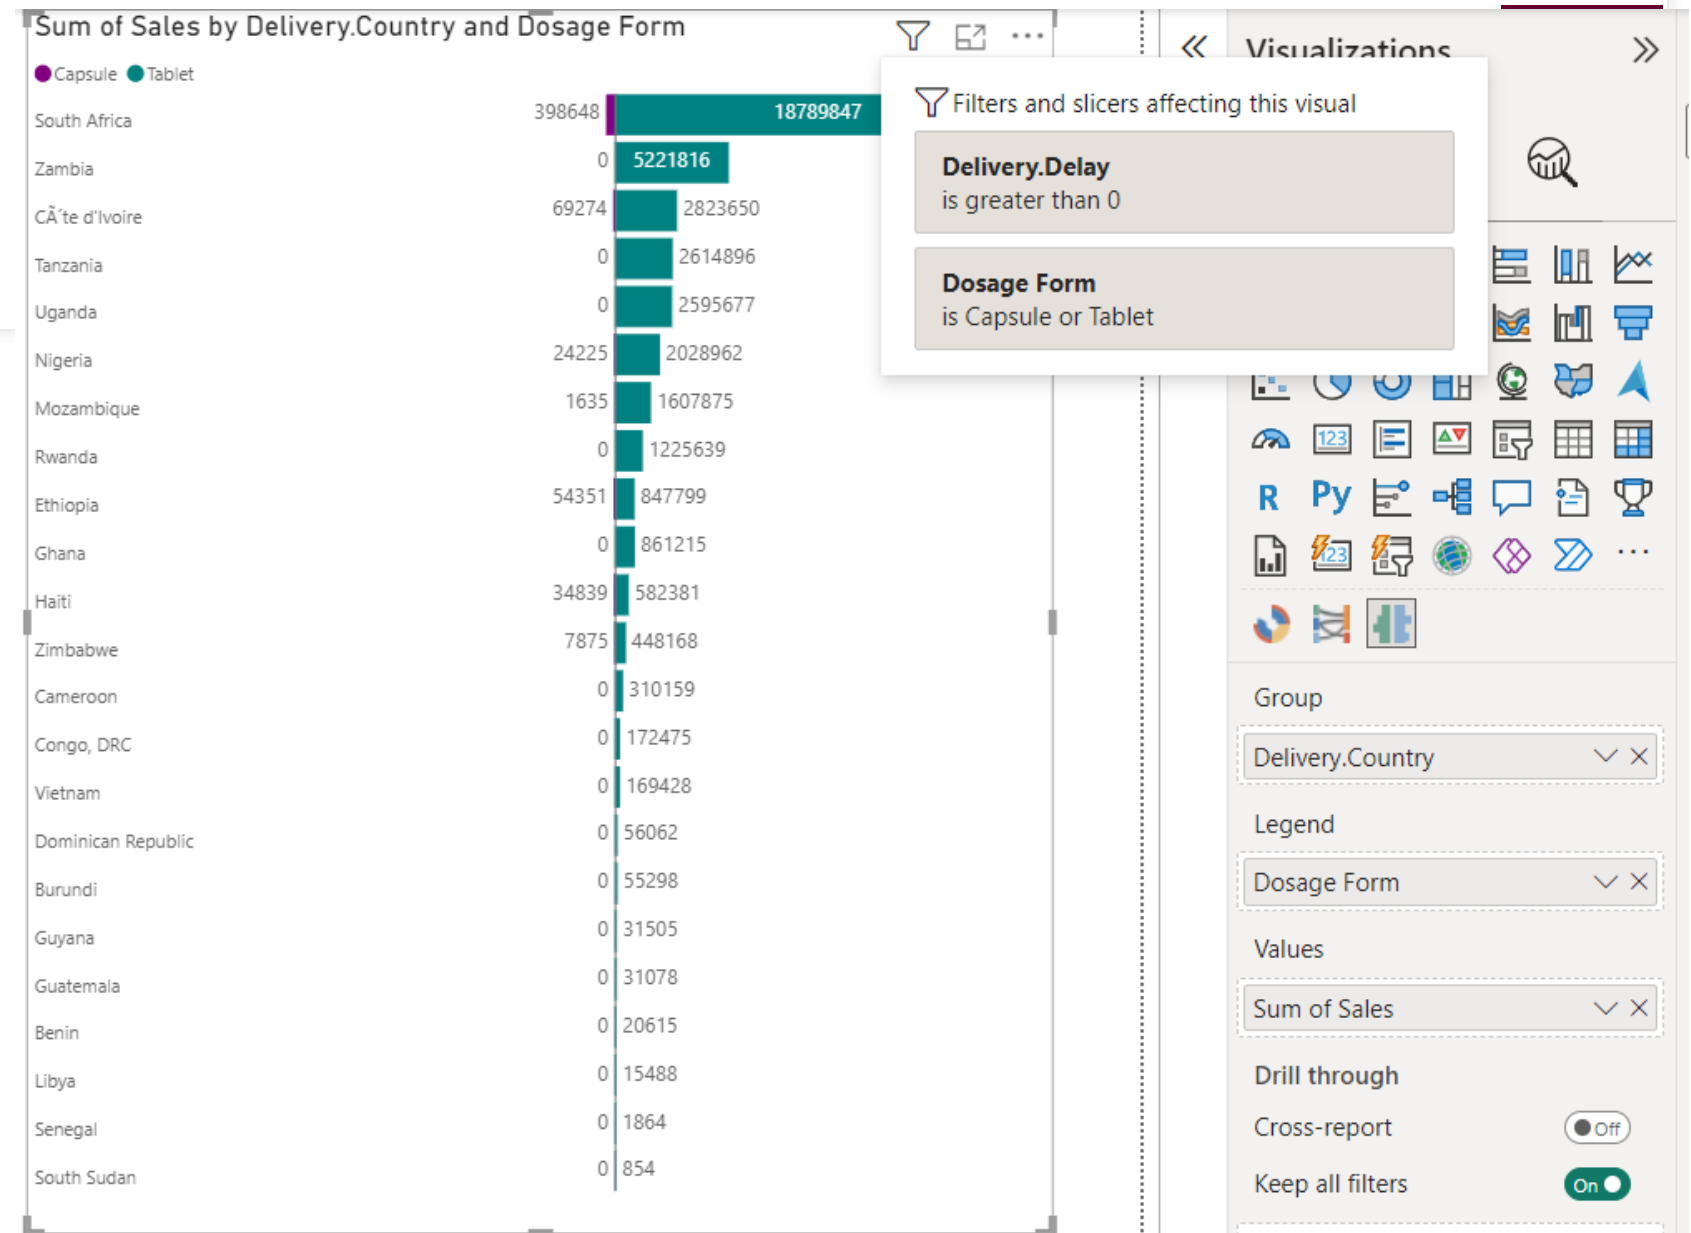 Sum of Sales by Delivery.Country and Dosage Form
Capsule Tablet
South Africa 398648 18789847
Zambia 0 5221816
CÃ´te d'Ivoire 69274 2823650
Tanzania 0 2614896
Uganda 0 2595677
Nigeria 24225 2028962
Mozambique 1635 1607875
Rwanda 0 1225639
Ethiopia 54351 847799
Ghana 0 861215
Haiti 34839 582381
Zimbabwe 7875 448168
Cameroon 0 310159
Congo, DRC 0 172475
Vietnam 0 169428
Dominican Republic 0 56062
Burundi 0 55298
Guyana 0 31505
Guatemala 0 31078
Benin 0 20615
Libya 0 15488
Senegal 0 1864
South Sudan 0 854
Filters and slicers affecting this visual
Delivery.Delay
is greater than 0
Dosage Form
is Capsule or Tablet
Visualizations
123
R Py
123
Group
Delivery.Country
Legend
Dosage Form
Values
Sum of Sales
Drill through
Cross-report Off
Keep all filters On